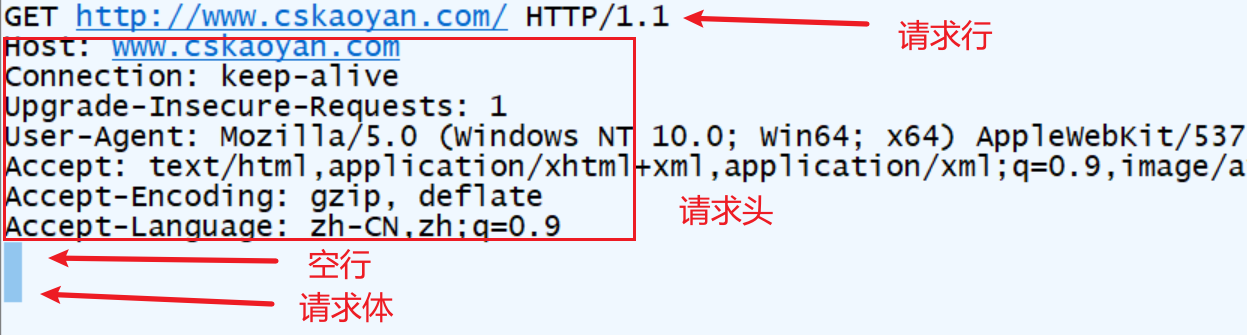 GET http://www.cskaoyan.com/ HTTP/1.1
请求行
Host: www.cskaoyan.com
Connection: keep-alive
Upgrade-Insecure-Requests: 1
User-Agent: Mozilla/5.0 (Windows NT 10.0; Win64; x64) AppleWebKit/537
Accept: text/html,application/xhtml+xml,application/xml;q=0.9,image/a
Accept-Encoding: gzip, deflate
请求头
Accept-Language: zh-CN,zh;q=0.9
空行
请求体